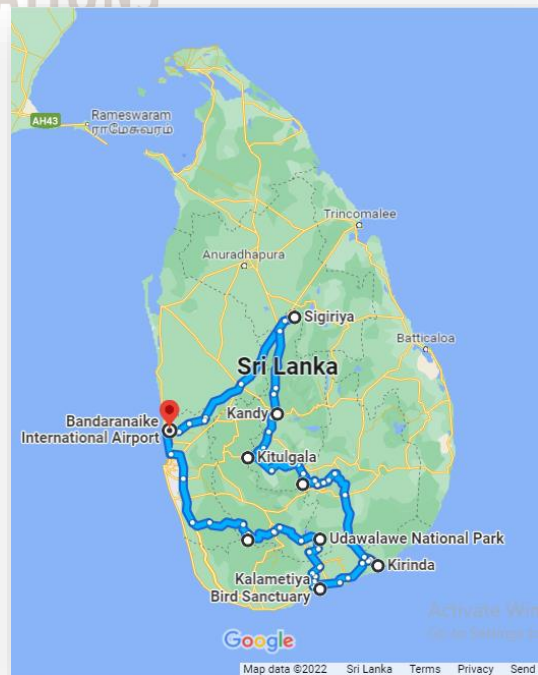 AH43
Rameswaram
ராமேசுவரம்
Trincomalee
Anuradhapura
Sigiriya
Batticaloa
Sri Lanka
Kandy
Bandaranaike
International Airport
Kitulgala
Udawalawe National Park
Kirinda
Kalametiya
Bird Sanctuary
Google
Map data ©2022 Sri Lanka Terms Privacy Send